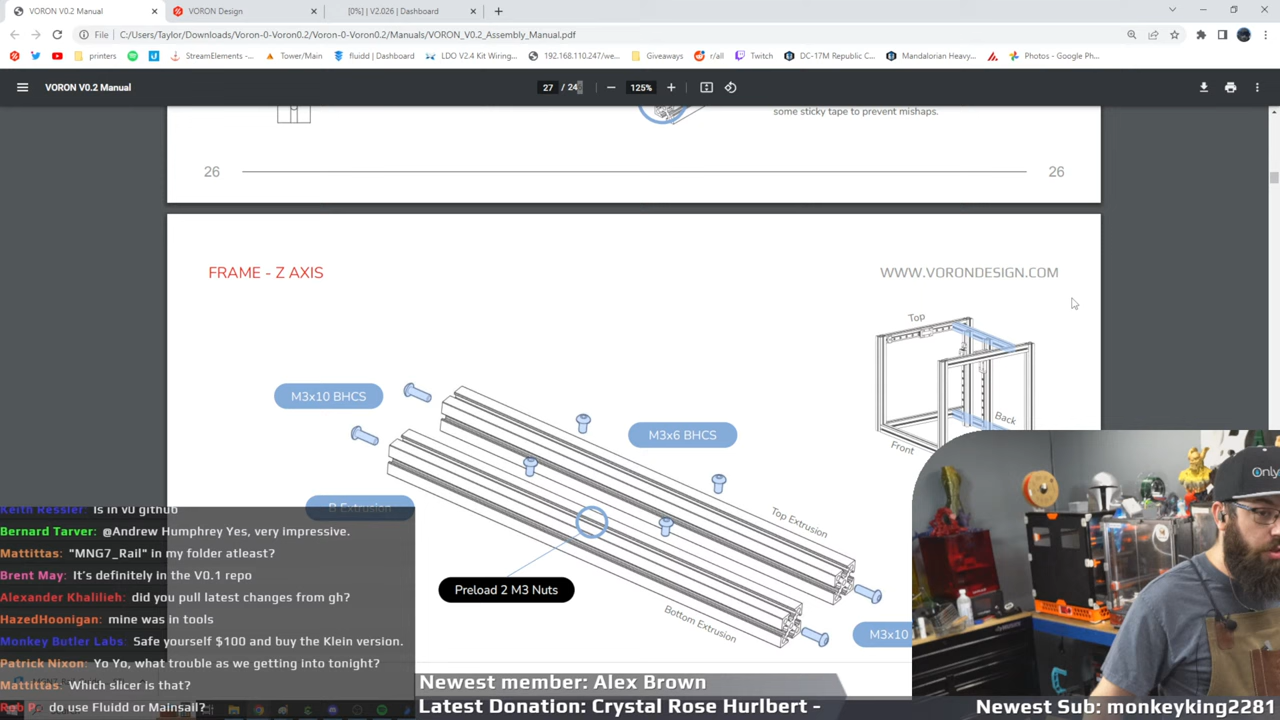 VORON V0.2 Manual
VORON Design
[0%] | V2.026 | Dashboard
File
C:/Users/Taylor/Downloads/Voron-0-Voron0.2/Voron-0-Voron0.2/Manuals/VORON_V0.2_Assembly_Manual.pdf
printers
StreamElements -
Tower/Main
fluidd | Dashboard
LDO V2.4 Kit Wiring...
192.168.110.247/we...
Giveaways
r/all
Twitch
DC-17M Republic C...
Mandalorian Heavy...
Photos - Google Ph...
VORON V0.2 Manual
27 / 24
125%
some sticky tape to prevent mishaps.
26
26
FRAME - Z AXIS
WWW.VORONDESIGN.COM
Top
Back
Front
M3x10 BHCS
M3x6 BHCS
B Extrusion
Top Extrusion
Preload 2 M3 Nuts
Bottom Extrusion
M3x10
Keith Ressler: Is in v0 github
Bernard Tarver: @Andrew Humphrey Yes, very impressive.
Mattittas: "MNG7_Rail" in my folder atleast?
Brent May: It's definitely in the V0.1 repo
Alexander Khalilieh: did you pull latest changes from gh?
HazedHoonigan: mine was in tools
Monkey Butler Labs: Safe yourself $100 and buy the Klein version.
Patrick Nixon: Yo Yo, what trouble as we getting into tonight?
Mattittas: Which slicer is that?
Rob P: do use Fluidd or Mainsail?
Newest member: Alex Brown
Latest Donation: Crystal Rose Hurlbert -
Newest Sub: monkeyking2281